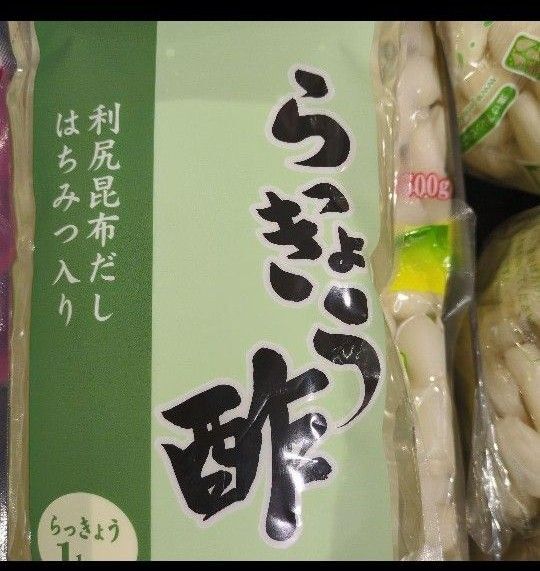 らっきょう酢
利尻昆布だし
はちみつ入り
らっきょう